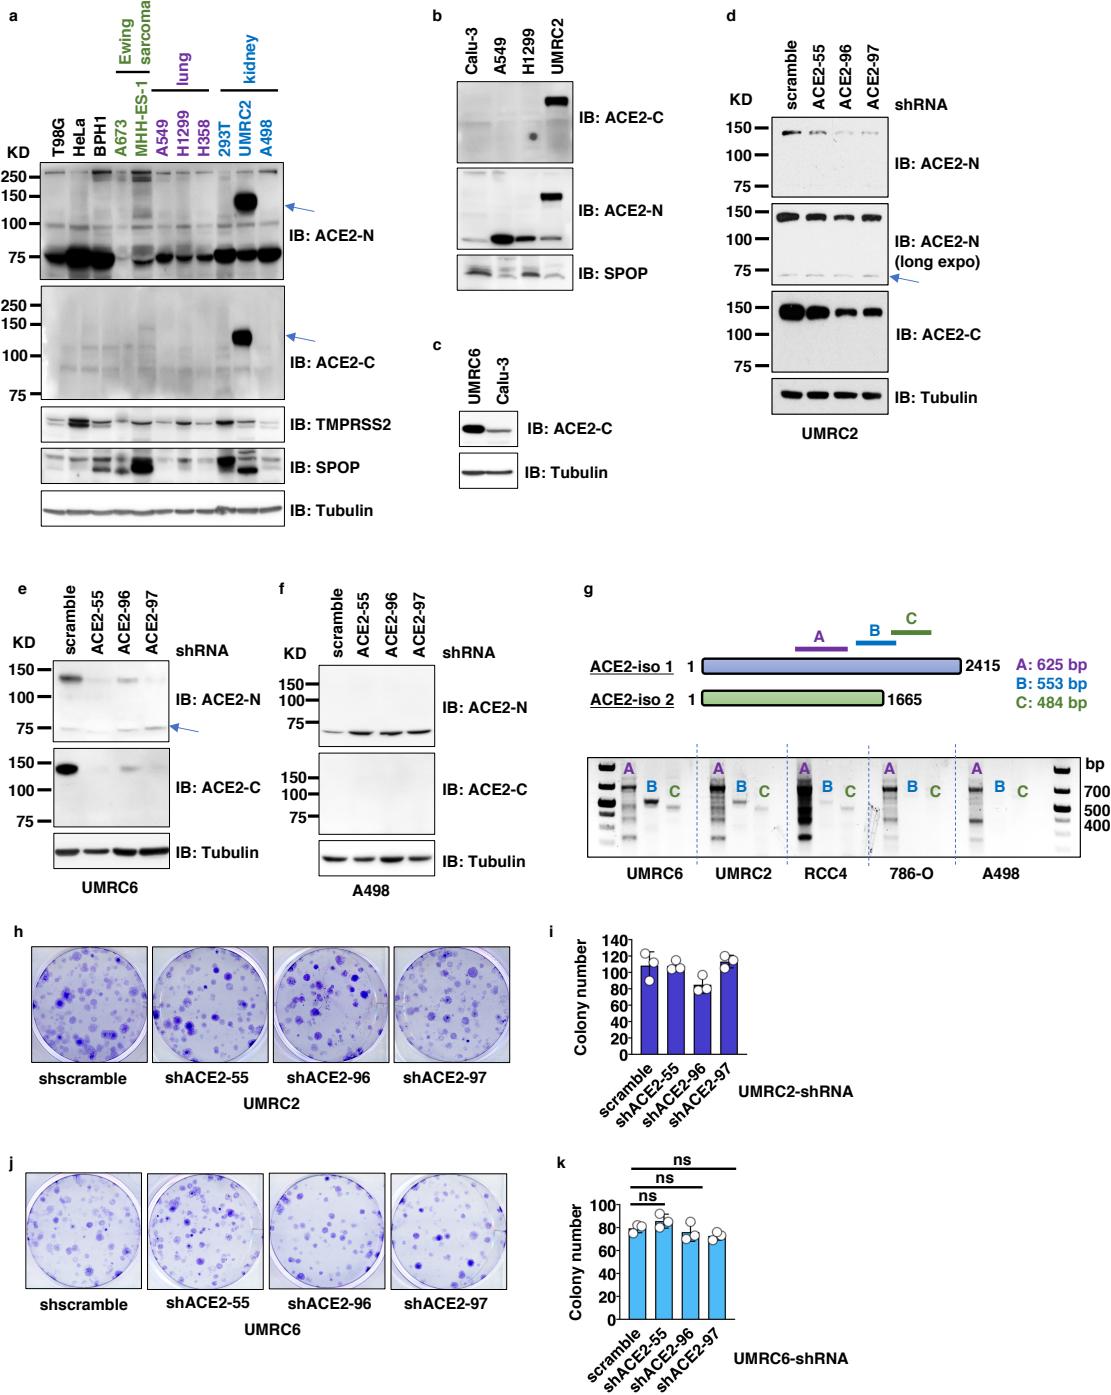 a
Ewing
sarcoma
lung
kidney
KD
T98G
HeLa
BPH1
A673
MHH-ES-1
A549
H1299
H358
293T
UMRC2
A498
250
150
100
75
IB: ACE2-N
250
150
100
75
IB: ACE2-C
IB: TMPRSS2
IB: SPOP
IB: Tubulin
b
Calu-3
A549
H1299
UMRC2
IB: ACE2-C
IB: ACE2-N
IB: SPOP
c
UMRC6
Calu-3
IB: ACE2-C
IB: Tubulin
d
KD
scramble
ACE2-55
ACE2-96
ACE2-97
shRNA
150
100
75
IB: ACE2-N
150
100
75
IB: ACE2-N
(long expo)
150
100
75
IB: ACE2-C
IB: Tubulin
UMRC2
e
KD
scramble
ACE2-55
ACE2-96
ACE2-97
shRNA
150
100
75
IB: ACE2-N
150
100
75
IB: ACE2-C
IB: Tubulin
UMRC6
f
KD
scramble
ACE2-55
ACE2-96
ACE2-97
shRNA
150
100
75
IB: ACE2-N
150
100
75
IB: ACE2-C
IB: Tubulin
A498
g
A
B
C
ACE2-iso 1 1 2415
ACE2-iso 2 1 1665
A: 625 bp
B: 553 bp
C: 484 bp
A B C A B C A B C A B C A B C
bp
700
500
400
UMRC6 UMRC2 RCC4 786-O A498
h
shscramble shACE2-55 shACE2-96 shACE2-97
UMRC2
i
Colony number
140
120
100
80
60
40
20
0
scramble
shACE2-55
shACE2-96
shACE2-97
UMRC2-shRNA
j
shscramble shACE2-55 shACE2-96 shACE2-97
UMRC6
k
ns
ns
ns
Colony number
100
80
60
40
20
0
scramble
shACE2-55
shACE2-96
shACE2-97
UMRC6-shRNA